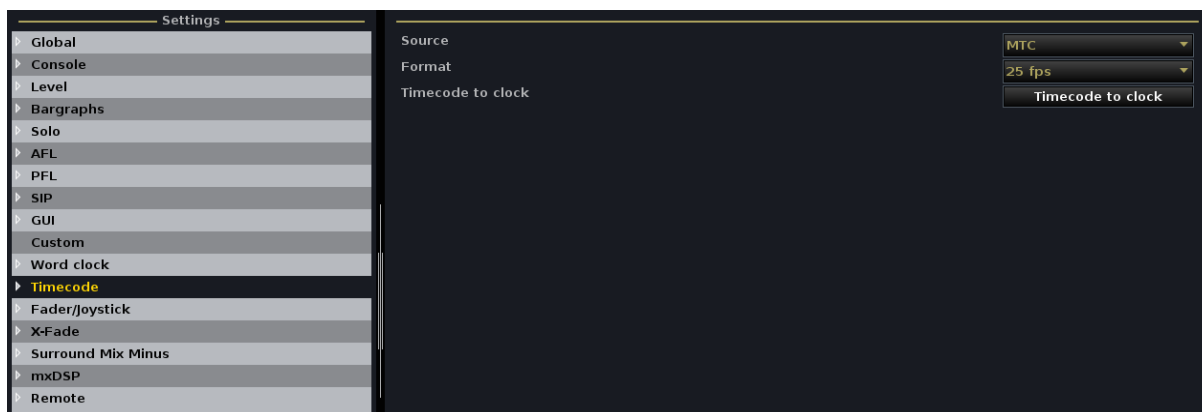 Settings
Global
Console
Level
Bargraphs
Solo
AFL
PFL
SIP
GUI
Custom
Word clock
Timecode
Fader/Joystick
X-Fade
Surround Mix Minus
mxDSP
Remote
Source
MTC
Format
25 fps
Timecode to clock
Timecode to clock